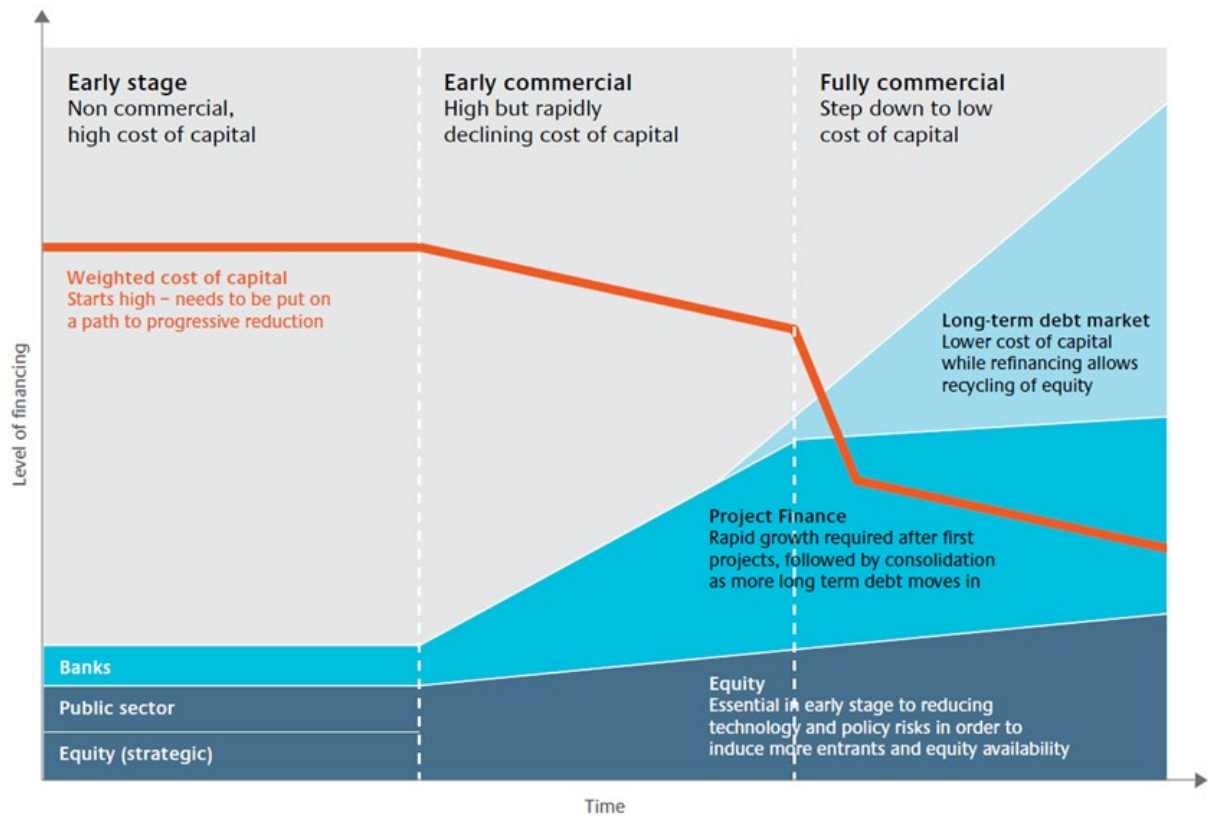 Early stage
Non commercial,
high cost of capital
Early commercial
High but rapidly
declining cost of capital
Fully commercial
Step down to low
cost of capital
Weighted cost of capital
Starts high – needs to be put on
a path to progressive reduction
Long-term debt market
Lower cost of capital
while refinancing allows
recycling of equity
Level of financing
Project Finance
Rapid growth required after first
projects, followed by consolidation
as more long term debt moves in
Banks
Public sector
Equity (strategic)
Equity
Essential in early stage to reducing
technology and policy risks in order to
induce more entrants and equity availability
Time